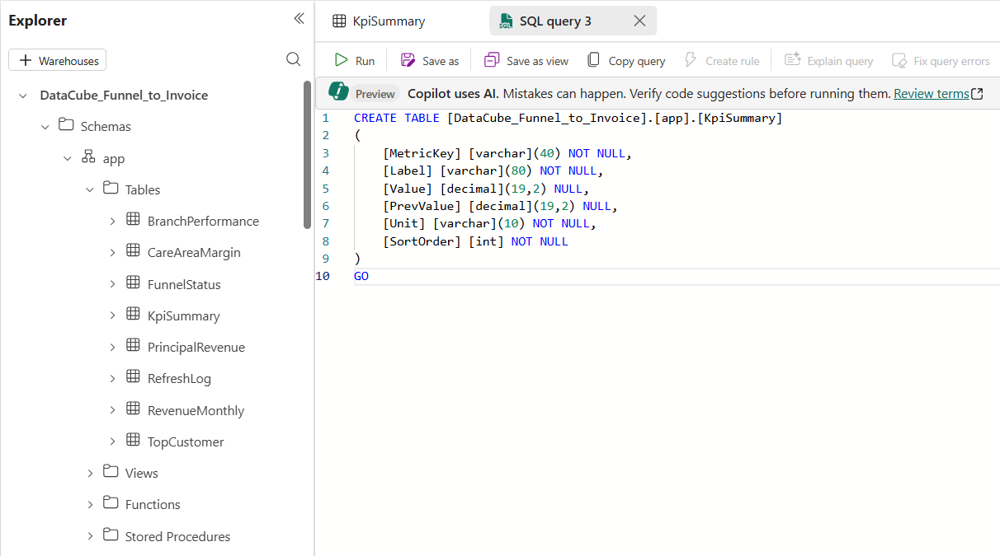 Explorer
Warehouses
DataCube_Funnel_to_Invoice
Schemas
app
Tables
BranchPerformance
CareAreaMargin
FunnelStatus
KpiSummary
PrincipalRevenue
RefreshLog
RevenueMonthly
TopCustomer
Views
Functions
Stored Procedures
KpiSummary
SQL SQL query 3
Run Save as Save as view Copy query Create rule Explain query Fix query errors
Preview Copilot uses AI. Mistakes can happen. Verify code suggestions before running them. Review terms
1 CREATE TABLE [DataCube_Funnel_to_Invoice].[app].[KpiSummary]
2 (
3 [MetricKey] [varchar](40) NOT NULL,
4 [Label] [varchar](80) NOT NULL,
5 [Value] [decimal](19,2) NULL,
6 [PrevValue] [decimal](19,2) NULL,
7 [Unit] [varchar](10) NOT NULL,
8 [SortOrder] [int] NOT NULL
9 )
10 GO